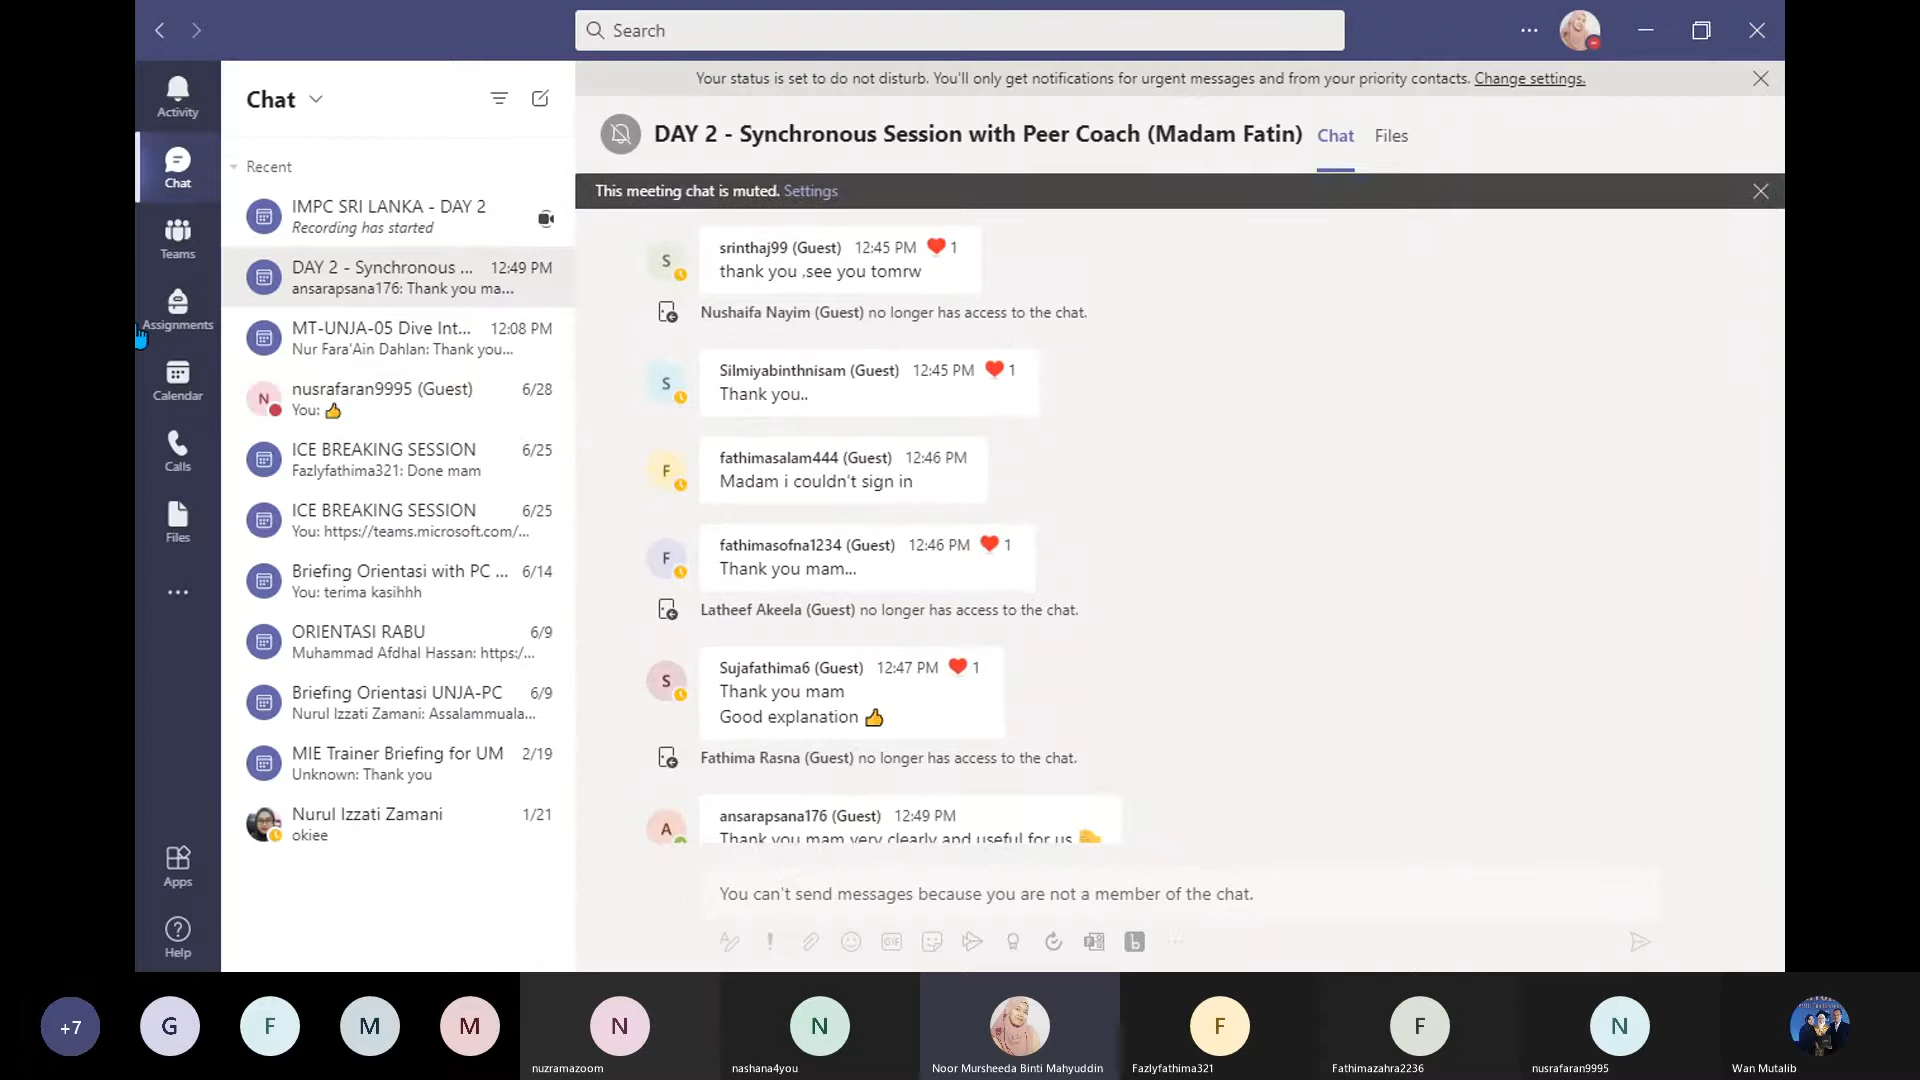 Search
Your status is set to do not disturb. You'll only get notifications for urgent messages and from your priority contacts. Change settings.
Activity
Chat
Teams
Assignments
Calendar
Calls
Files
Apps
Help
Chat
Recent
IMPC SRI LANKA - DAY 2
Recording has started
DAY 2 - Synchronous ... 12:49 PM
ansarapsana176: Thank you ma...
MT-UNJA-05 Dive Int... 12:08 PM
Nur Fara'Ain Dahlan: Thank you...
N nusrafaran9995 (Guest) 6/28
You: 👍
ICE BREAKING SESSION 6/25
Fazlyfathima321: Done mam
ICE BREAKING SESSION 6/25
You: https://teams.microsoft.com/...
Briefing Orientasi with PC ... 6/14
You: terima kasihhh
ORIENTASI RABU 6/9
Muhammad Afdhal Hassan: https:/...
Briefing Orientasi UNJA-PC 6/9
Nurul Izzati Zamani: Assalammuala...
MIE Trainer Briefing for UM 2/19
Unknown: Thank you
Nurul Izzati Zamani 1/21
okiee
DAY 2 - Synchronous Session with Peer Coach (Madam Fatin) Chat Files
This meeting chat is muted. Settings
S srinthaj99 (Guest) 12:45 PM ❤ 1
thank you ,see you tomrw
Nushaifa Nayim (Guest) no longer has access to the chat.
S Silmiyabinthnisam (Guest) 12:45 PM ❤ 1
Thank you..
F fathimasalam444 (Guest) 12:46 PM
Madam i couldn't sign in
F fathimasofna1234 (Guest) 12:46 PM ❤ 1
Thank you mam...
Latheef Akeela (Guest) no longer has access to the chat.
S Sujafathima6 (Guest) 12:47 PM ❤ 1
Thank you mam
Good explanation 👍
Fathima Rasna (Guest) no longer has access to the chat.
A ansarapsana176 (Guest) 12:49 PM
Thank you mam very clearly and useful for us
You can't send messages because you are not a member of the chat.
GIF
b
+7 G F M M N N F F N
nuzramazoom nashana4you Noor Mursheeda Binti Mahyuddin Fazlyfathima321 Fathimazahra2236 nusrafaran9995 Wan Mutalib